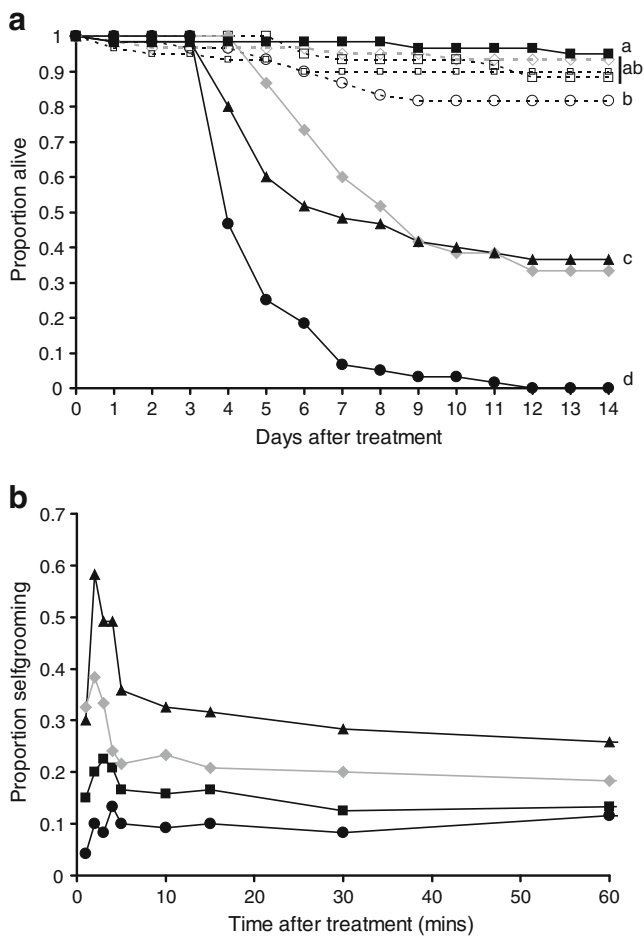 a
1
0.9
0.8
0.7
0.6
0.5
0.4
0.3
0.2
0.1
0
Proportion alive
a
ab
b
c
d
0 1 2 3 4 5 6 7 8 9 10 11 12 13 14
Days after treatment
b
0.7
0.6
0.5
0.4
0.3
0.2
0.1
0
Proportion selfgrooming
0 10 20 30 40 50 60
Time after treatment (mins)